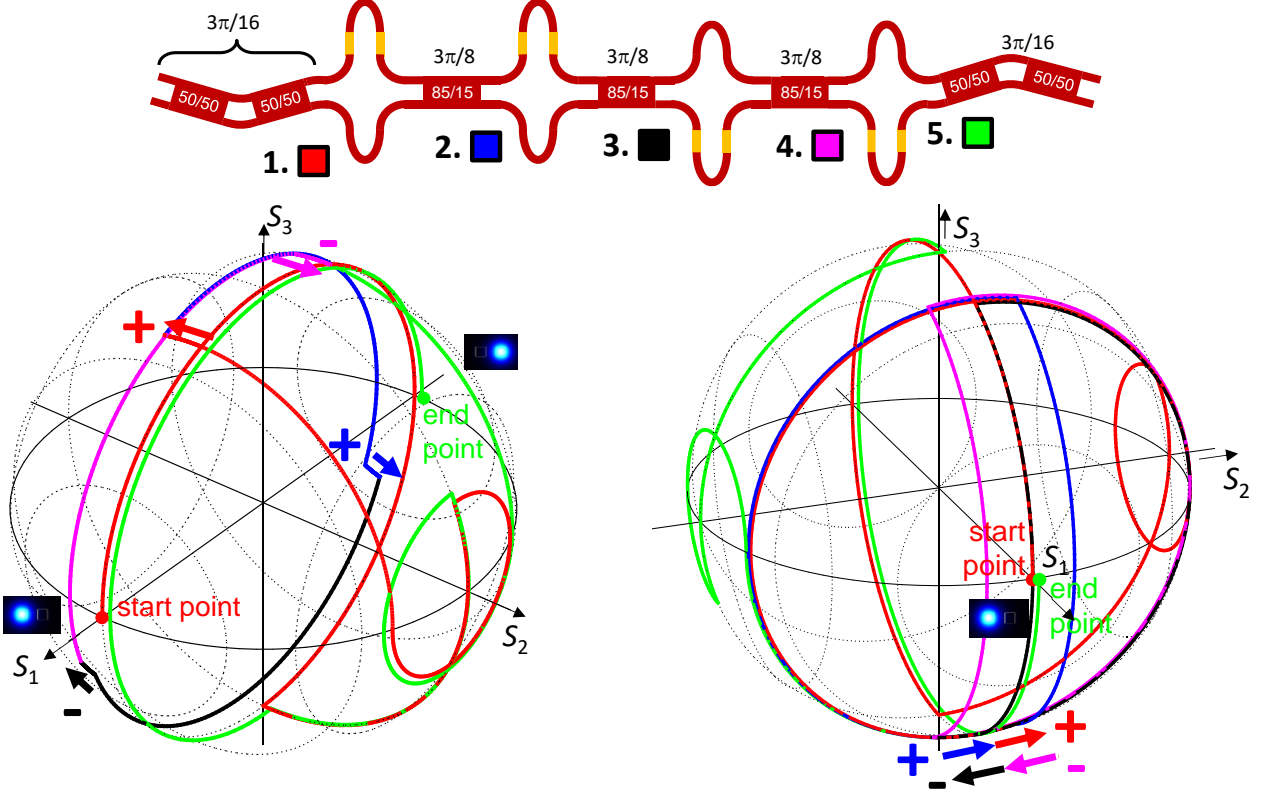 3π/16
3π/8
3π/8
3π/8
3π/16
50/50
50/50
85/15
85/15
85/15
50/50
50/50
1.
2.
3.
4.
5.
S3
-
+
+
end
point
start point
S1
S2
-
S3
S2
start
point
S1
end
point
+
+
-
-